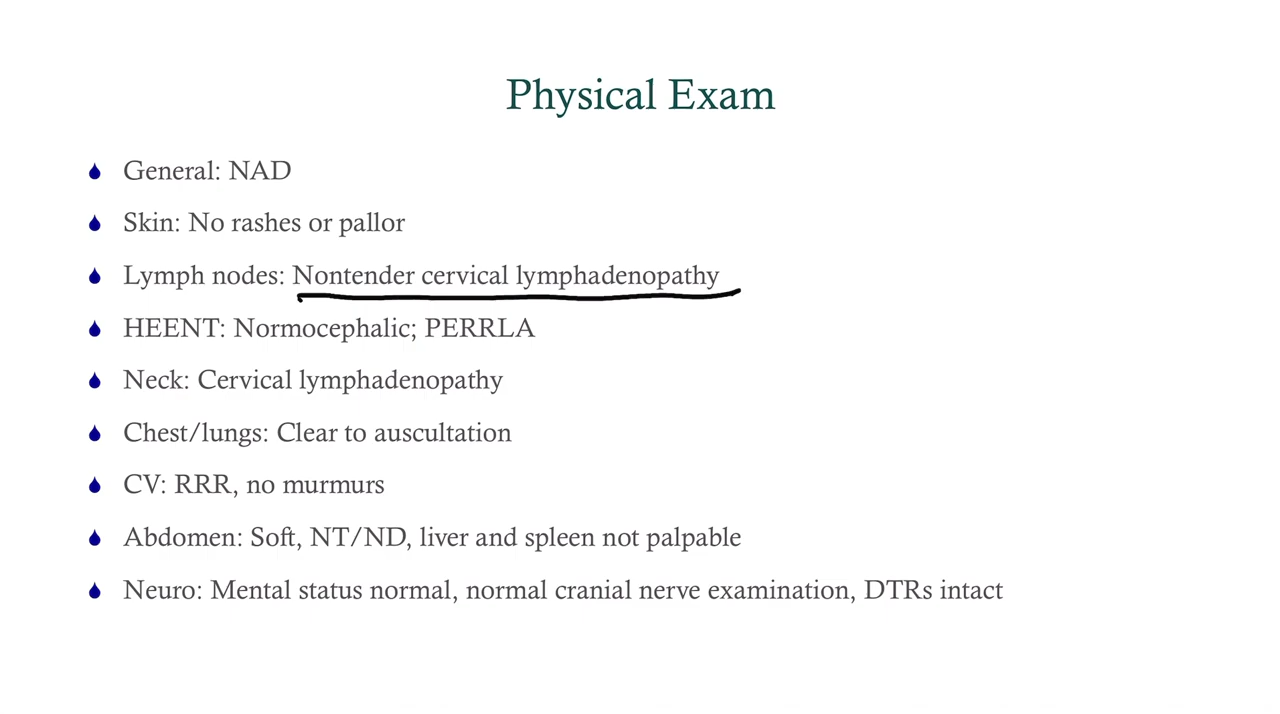 Physical Exam
General: NAD
Skin: No rashes or pallor
Lymph nodes: Nontender cervical lymphadenopathy
HEENT: Normocephalic; PERRLA
Neck: Cervical lymphadenopathy
Chest/lungs: Clear to auscultation
CV: RRR, no murmurs
Abdomen: Soft, NT/ND, liver and spleen not palpable
Neuro: Mental status normal, normal cranial nerve examination, DTRs intact